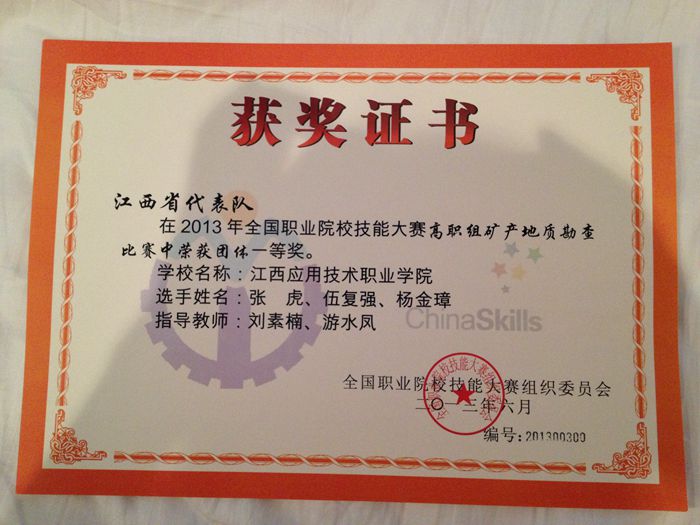 获奖证书
江西省代表队
在2013年全国职业院校技能大赛高职组矿产地质勘查
比赛中荣获团体一等奖。
学校名称：江西应用技术职业学院
选手姓名：张 虎、伍复强、杨金璋
指导教师：刘素楠、游水凤
ChinaSkills
全国职业院校技能大赛组织委员会
二〇一三年六月
编号：201300300